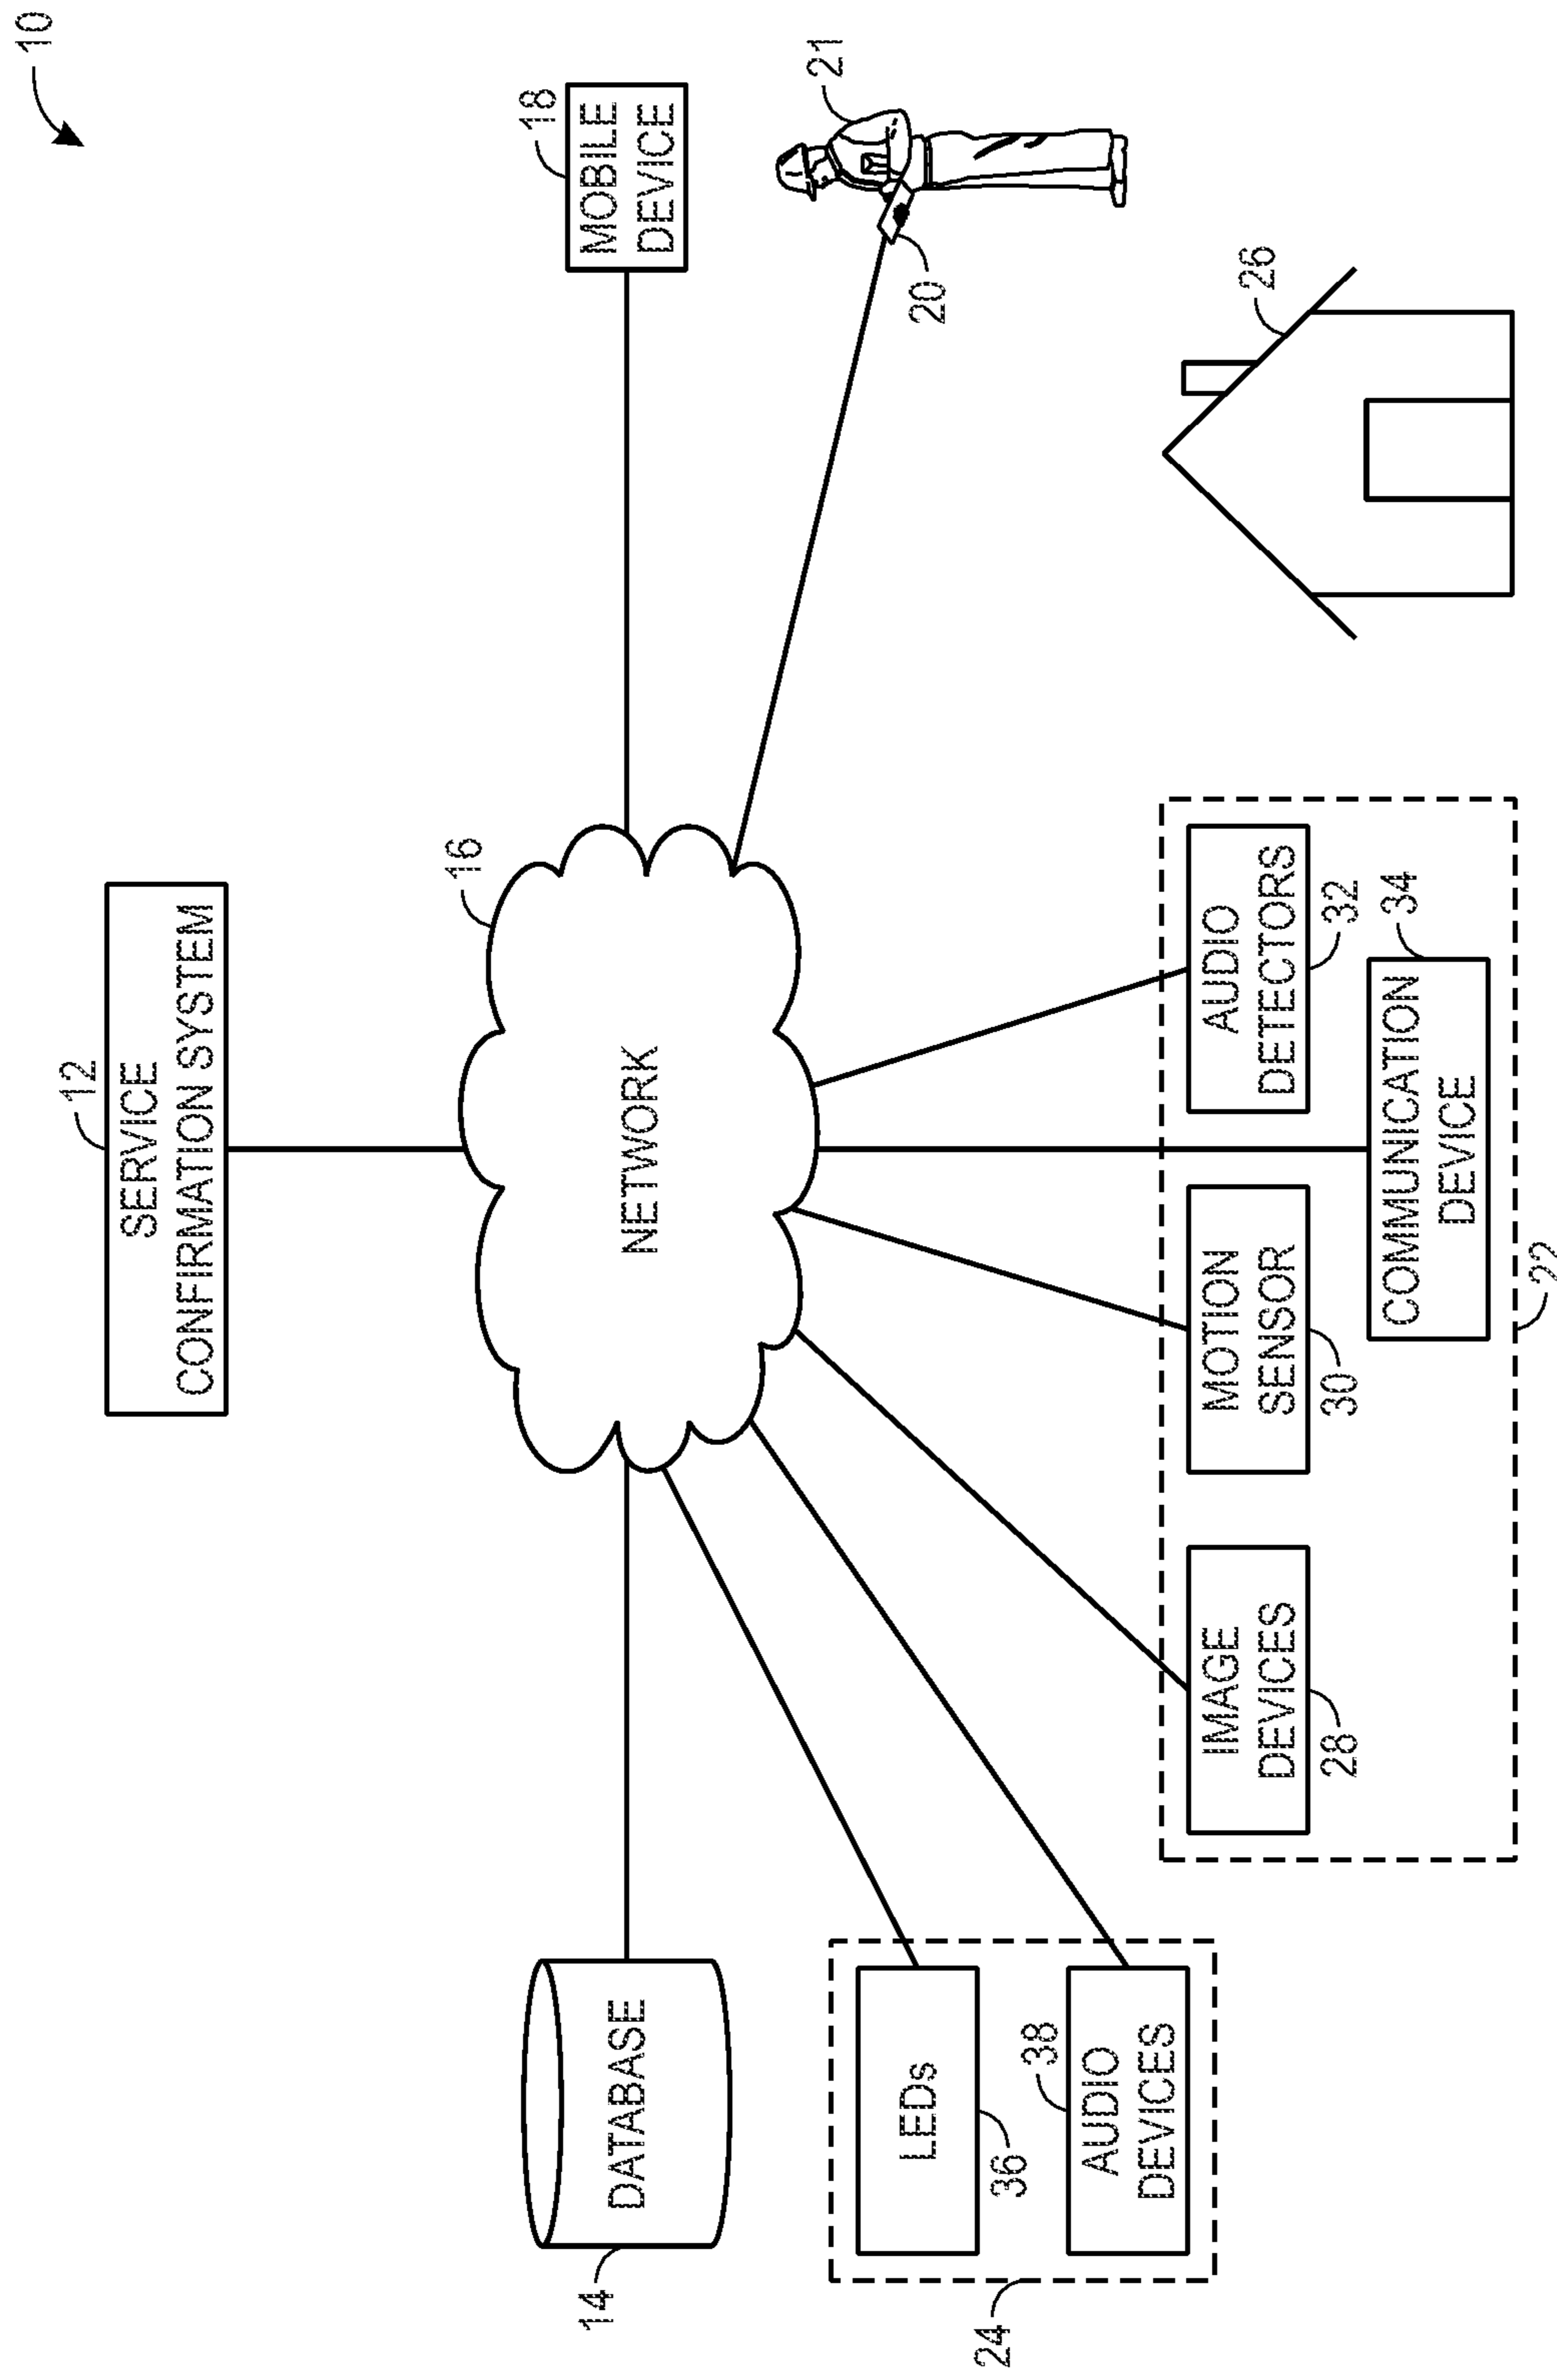 10
12
SERVICE
CONFIRMATION SYSTEM
14
DATABASE
16
NETWORK
18
MOBILE
DEVICE
24
LEDs
36
38
AUDIO
DEVICES
21
20
IMAGE
DEVICES
28
MOTION
SENSOR
30
AUDIO
DETECTORS
32
COMMUNICATION
DEVICE
34
22
26